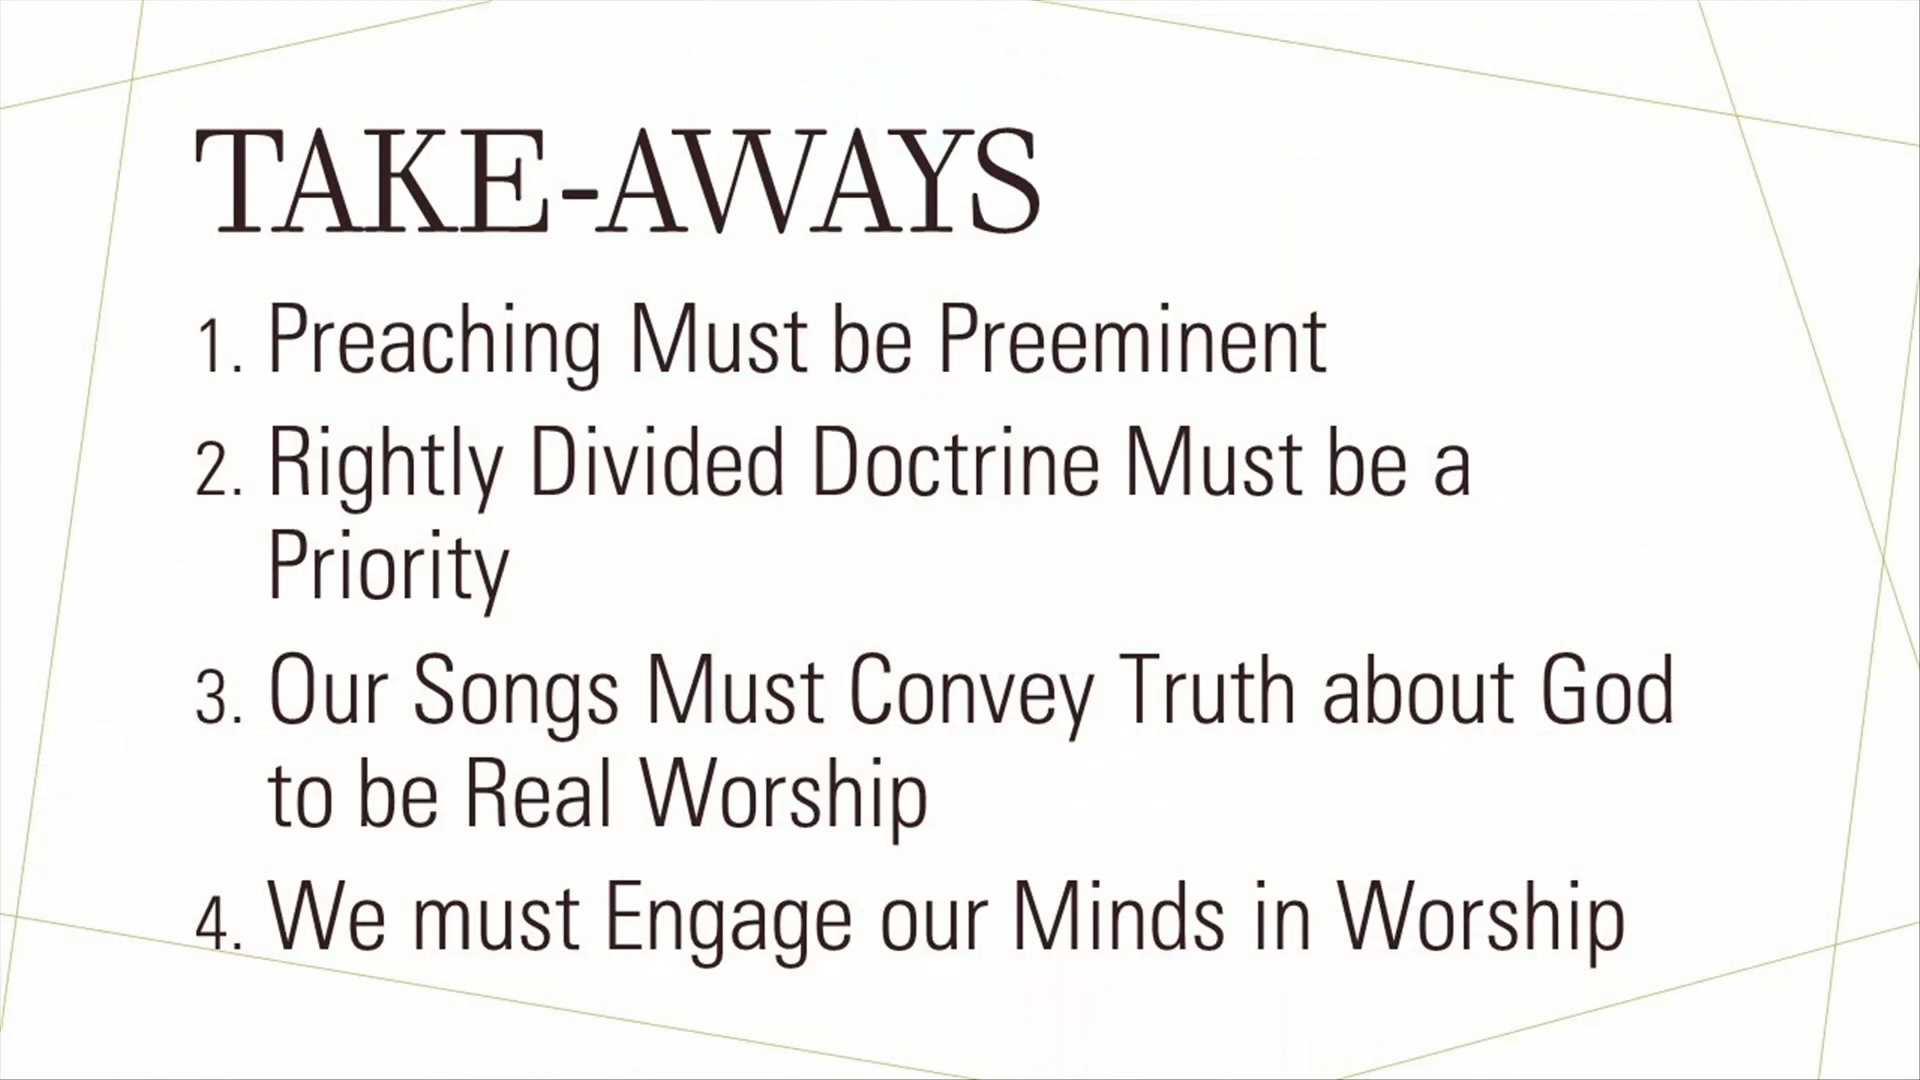 TAKE-AWAYS
1. Preaching Must be Preeminent
2. Rightly Divided Doctrine Must be a
Priority
3. Our Songs Must Convey Truth about God
to be Real Worship
4. We must Engage our Minds in Worship